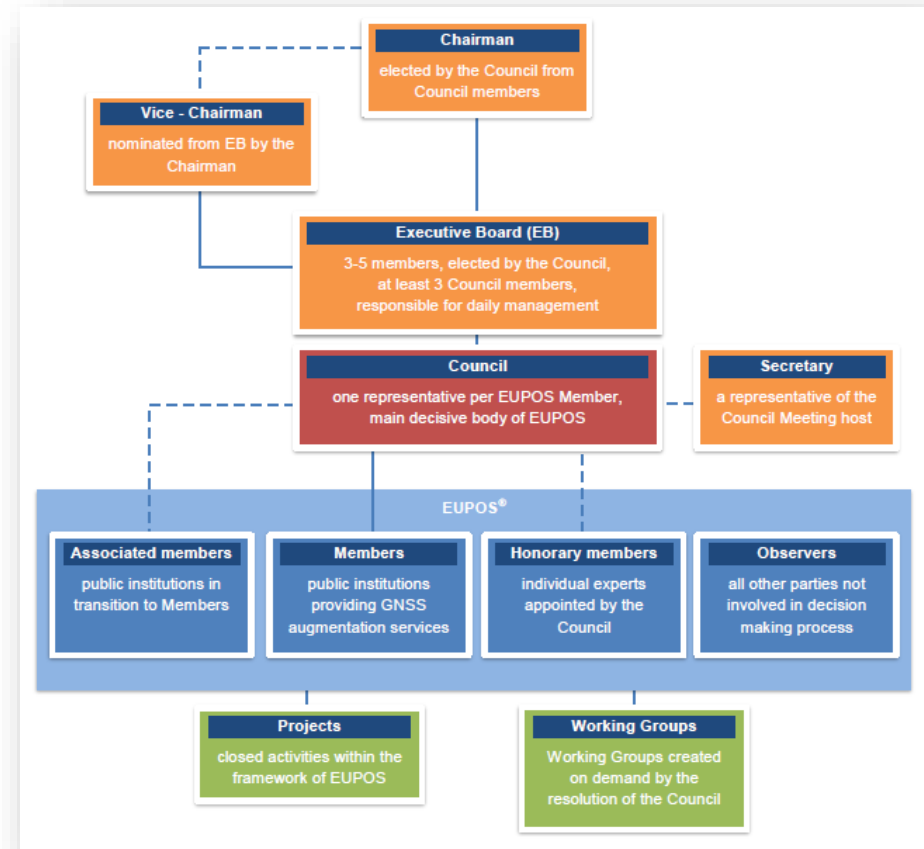 Chairman
elected by the Council from
Council members
Vice - Chairman
nominated from EB by the
Chairman
Executive Board (EB)
3-5 members, elected by the Council,
at least 3 Council members,
responsible for daily management
Council
one representative per EUPOS Member,
main decisive body of EUPOS
Secretary
a representative of the
Council Meeting host
EUPOS®
Associated members
public institutions in
transition to Members
Members
public institutions
providing GNSS
augmentation services
Honorary members
individual experts
appointed by the
Council
Observers
all other parties not
involved in decision
making process
Projects
closed activities within the
framework of EUPOS
Working Groups
Working Groups created
on demand by the
resolution of the Council